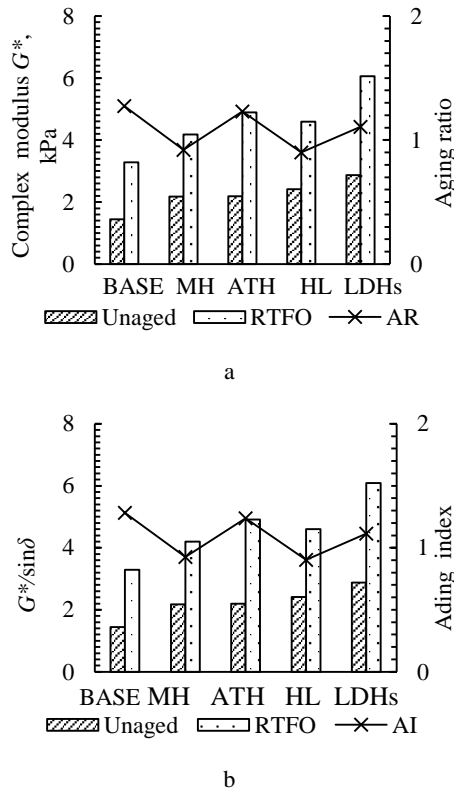 Complex modulus G*,
kPa
8
6
4
2
0
2
1
0
Aging ratio
BASE MH ATH HL LDHs
Unaged RTFO AR
a
G*/sinδ
8
6
4
2
0
2
1
0
Ading index
BASE MH ATH HL LDHs
Unaged RTFO AI
b